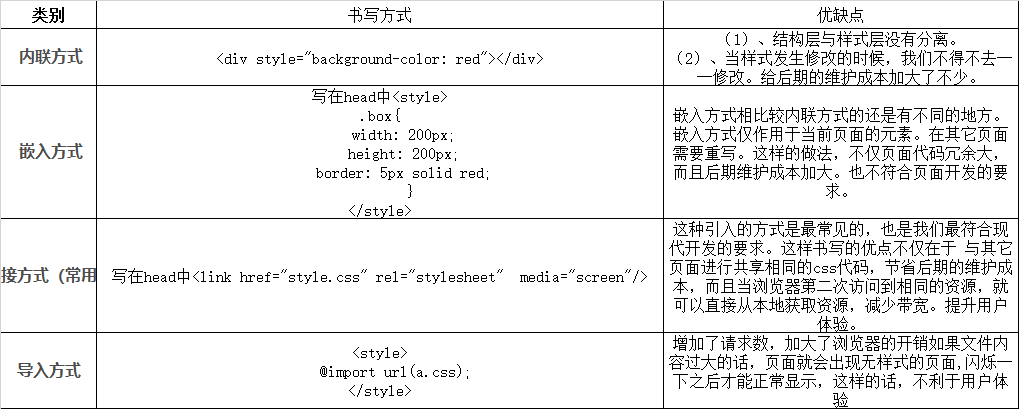 类别
书写方式
优缺点
内联方式
<div style="background-color: red"></div>
（1）、结构层与样式层没有分离。
（2）、当样式发生修改的时候，我们不得不去一
一修改。给后期的维护成本加大了不少。
嵌入方式
写在head中<style>
.box{
width: 200px;
height: 200px;
border: 5px solid red;
}
</style>
嵌入方式相比较内联方式的还是有不同的地方。
嵌入方式仅作用于当前页面的元素。在其它页面
需要重写。这样的做法，不仅页面代码冗余大，
而且后期维护成本加大。也不符合页面开发的要
求。
接方式（常用
写在head中<link href="style.css" rel="stylesheet" media="screen"/>
这种引入的方式是最常见的，也是我们最符合现
代开发的要求。这样书写的优点不仅在于 与其它
页面进行共享相同的css代码，节省后期的维护成
本，而且当浏览器第二次访问到相同的资源，就
可以直接从本地获取资源，减少带宽。提升用户
体验。
导入方式
<style>
@import url(a.css);
</style>
增加了请求数，加大了浏览器的开销如果文件内
容过大的话，页面就会出现无样式的页面,闪烁一
下之后才能正常显示，这样的话，不利于用户体
验